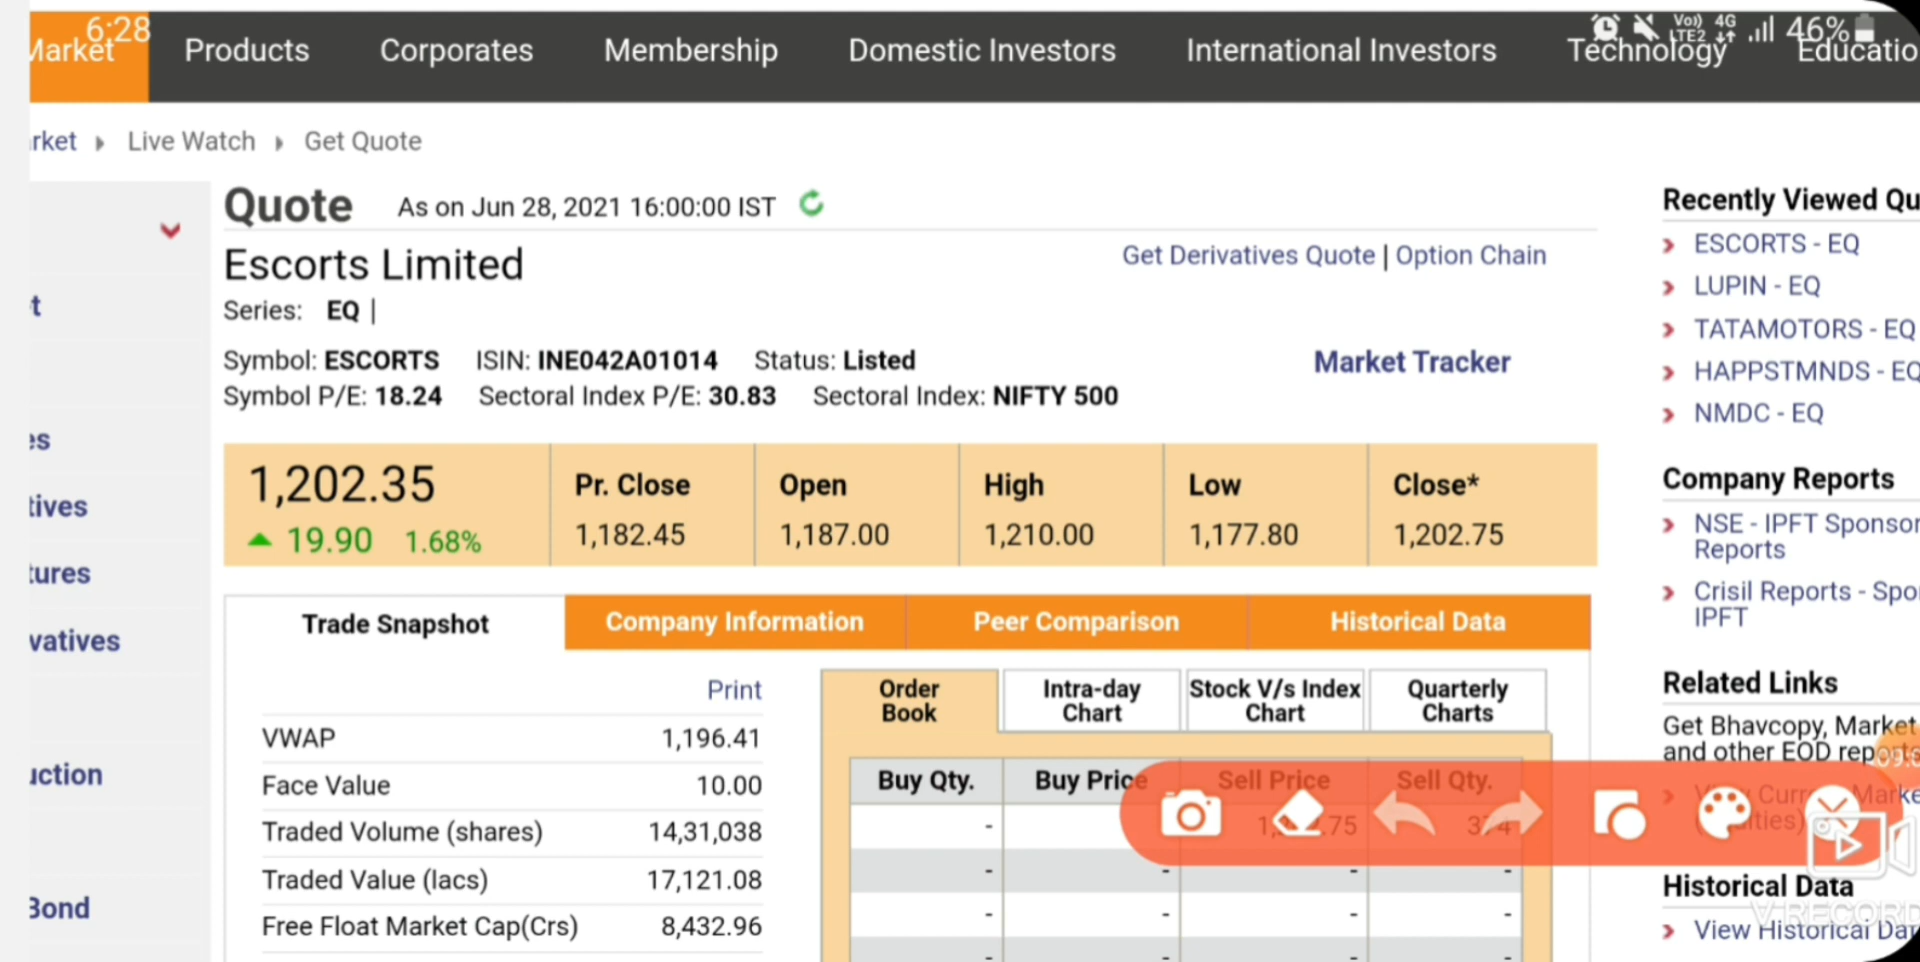 6:28
Products Corporates Membership Domestic Investors International Investors Technology
46%
4G
LTE2
Live Watch Get Quote
Quote As on Jun 28, 2021 16:00:00 IST
Escorts Limited
Get Derivatives Quote | Option Chain
Series: EQ |
Symbol: ESCORTS ISIN: INE042A01014 Status: Listed
Market Tracker
Symbol P/E: 18.24 Sectoral Index P/E: 30.83 Sectoral Index: NIFTY 500
1,202.35
19.90 1.68%
Pr. Close Open High Low Close*
1,182.45 1,187.00 1,210.00 1,177.80 1,202.75
Trade Snapshot Company Information Peer Comparison Historical Data
Print
VWAP 1,196.41
Face Value 10.00
Traded Volume (shares) 14,31,038
Traded Value (lacs) 17,121.08
Free Float Market Cap(Crs) 8,432.96
Order
Book
Intra-day
Chart
Stock V/s Index
Chart
Quarterly
Charts
Buy Qty. Buy Price Sell Price Sell Qty.
-
- - - -
- - - -
- - - -
Recently Viewed Qu
ESCORTS - EQ
LUPIN - EQ
TATAMOTORS - EQ
HAPPSTMNDS - EQ
NMDC - EQ
Company Reports
NSE - IPFT Sponsor
Reports
Crisil Reports - Spo
IPFT
Related Links
Get Bhavcopy, Market
and other EOD reports
Historical Data
View Historical Dat